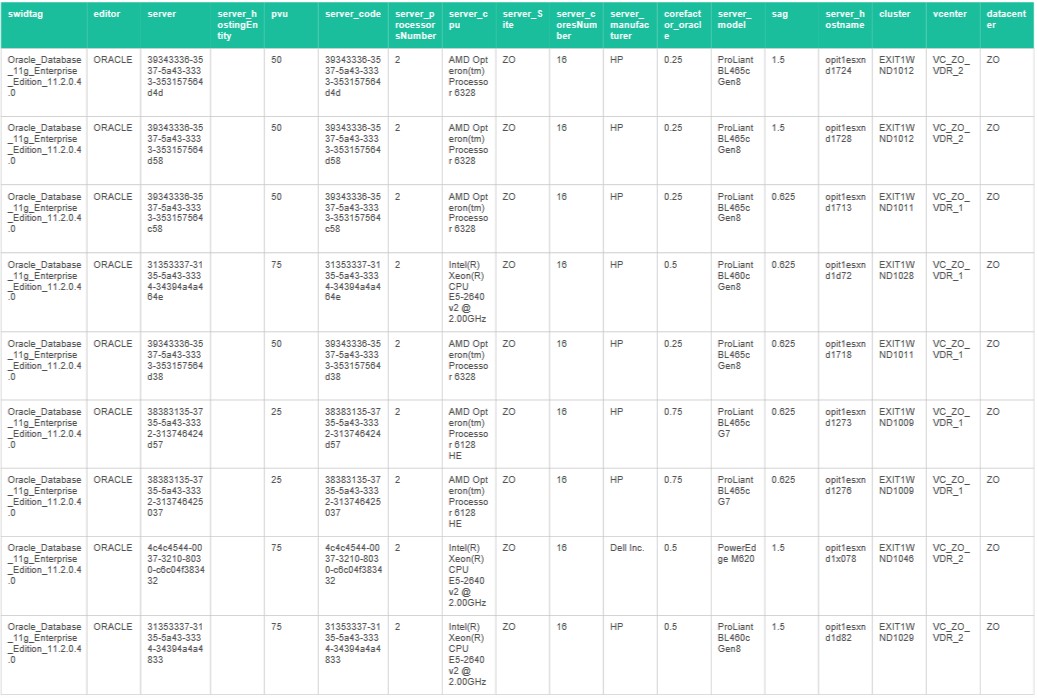 swidtag editor server server_hostingEntity pvu server_code server_processorsNumber server_cpu server_Site server_coresNumber server_manufacturer corefactor_oracle server_model sag server_hostname cluster vcenter datacenter
Oracle_Database_11g_Enterprise_Edition_11.2.0.4.0 ORACLE 39343336-3537-5a43-3333-353157564d4d 50 39343336-3537-5a43-3333-353157564d4d 2 AMD Opteron(tm) Processor 6328 ZO 16 HP 0.25 ProLiant BL465c Gen8 1.5 opit1esxnd1724 EXIT1WND1012 VC_ZO_VDR_2 ZO
Oracle_Database_11g_Enterprise_Edition_11.2.0.4.0 ORACLE 39343336-3537-5a43-3333-353157564d58 50 39343336-3537-5a43-3333-353157564d58 2 AMD Opteron(tm) Processor 6328 ZO 16 HP 0.25 ProLiant BL465c Gen8 1.5 opit1esxnd1728 EXIT1WND1012 VC_ZO_VDR_2 ZO
Oracle_Database_11g_Enterprise_Edition_11.2.0.4.0 ORACLE 39343336-3537-5a43-3333-353157564c58 50 39343336-3537-5a43-3333-353157564c58 2 AMD Opteron(tm) Processor 6328 ZO 16 HP 0.25 ProLiant BL465c Gen8 0.625 opit1esxnd1713 EXIT1WND1011 VC_ZO_VDR_1 ZO
Oracle_Database_11g_Enterprise_Edition_11.2.0.4.0 ORACLE 31353337-3135-5a43-3334-34394a4a464e 75 31353337-3135-5a43-3334-34394a4a464e 2 Intel(R) Xeon(R) CPU E5-2640 v2 @ 2.00GHz ZO 16 HP 0.5 ProLiant BL460c Gen8 0.625 opit1esxnd1d72 EXIT1WND1028 VC_ZO_VDR_1 ZO
Oracle_Database_11g_Enterprise_Edition_11.2.0.4.0 ORACLE 39343336-3537-5a43-3333-353157564d38 50 39343336-3537-5a43-3333-353157564d38 2 AMD Opteron(tm) Processor 6328 ZO 16 HP 0.25 ProLiant BL465c Gen8 0.625 opit1esxnd1718 EXIT1WND1011 VC_ZO_VDR_1 ZO
Oracle_Database_11g_Enterprise_Edition_11.2.0.4.0 ORACLE 38383135-3735-5a43-3332-313746424d57 25 38383135-3735-5a43-3332-313746424d57 2 AMD Opteron(tm) Processor 6128 HE ZO 16 HP 0.75 ProLiant BL465c G7 0.625 opit1esxnd1273 EXIT1WND1009 VC_ZO_VDR_1 ZO
Oracle_Database_11g_Enterprise_Edition_11.2.0.4.0 ORACLE 38383135-3735-5a43-3332-313746425037 25 38383135-3735-5a43-3332-313746425037 2 AMD Opteron(tm) Processor 6128 HE ZO 16 HP 0.75 ProLiant BL465c G7 0.625 opit1esxnd1276 EXIT1WND1009 VC_ZO_VDR_1 ZO
Oracle_Database_11g_Enterprise_Edition_11.2.0.4.0 ORACLE 4c4c4544-0037-3210-8030-c6c04f383432 75 4c4c4544-0037-3210-8030-c6c04f383432 2 Intel(R) Xeon(R) CPU E5-2640 v2 @ 2.00GHz ZO 16 Dell Inc. 0.5 PowerEdge M620 1.5 opit1esxnd1x078 EXIT1WND1046 VC_ZO_VDR_2 ZO
Oracle_Database_11g_Enterprise_Edition_11.2.0.4.0 ORACLE 31353337-3135-5a43-3334-34394a4a4833 75 31353337-3135-5a43-3334-34394a4a4833 2 Intel(R) Xeon(R) CPU E5-2640 v2 @ 2.00GHz ZO 16 HP 0.5 ProLiant BL460c Gen8 1.5 opit1esxnd1d82 EXIT1WND1029 VC_ZO_VDR_2 ZO